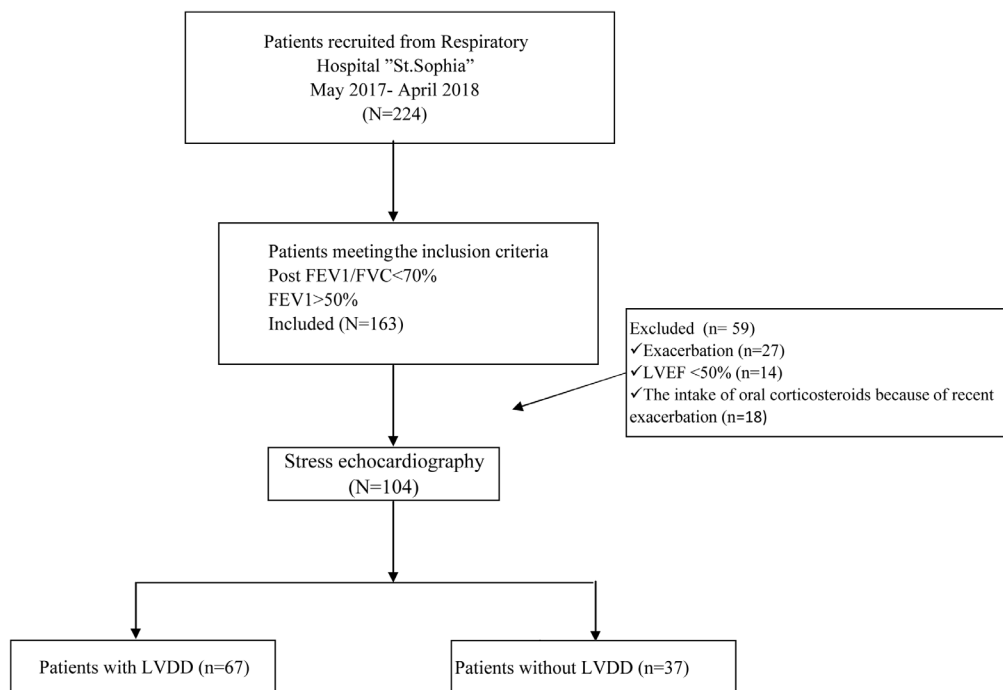 Patients recruited from Respiratory
Hospital ”St.Sophia”
May 2017- April 2018
(N=224)
Patients meeting the inclusion criteria
Post FEV1/FVC<70%
FEV1>50%
Included (N=163)
Excluded (n= 59)
✓Exacerbation (n=27)
✓LVEF <50% (n=14)
✓The intake of oral corticosteroids because of recent
exacerbation (n=18)
Stress echocardiography
(N=104)
Patients with LVDD (n=67)
Patients without LVDD (n=37)